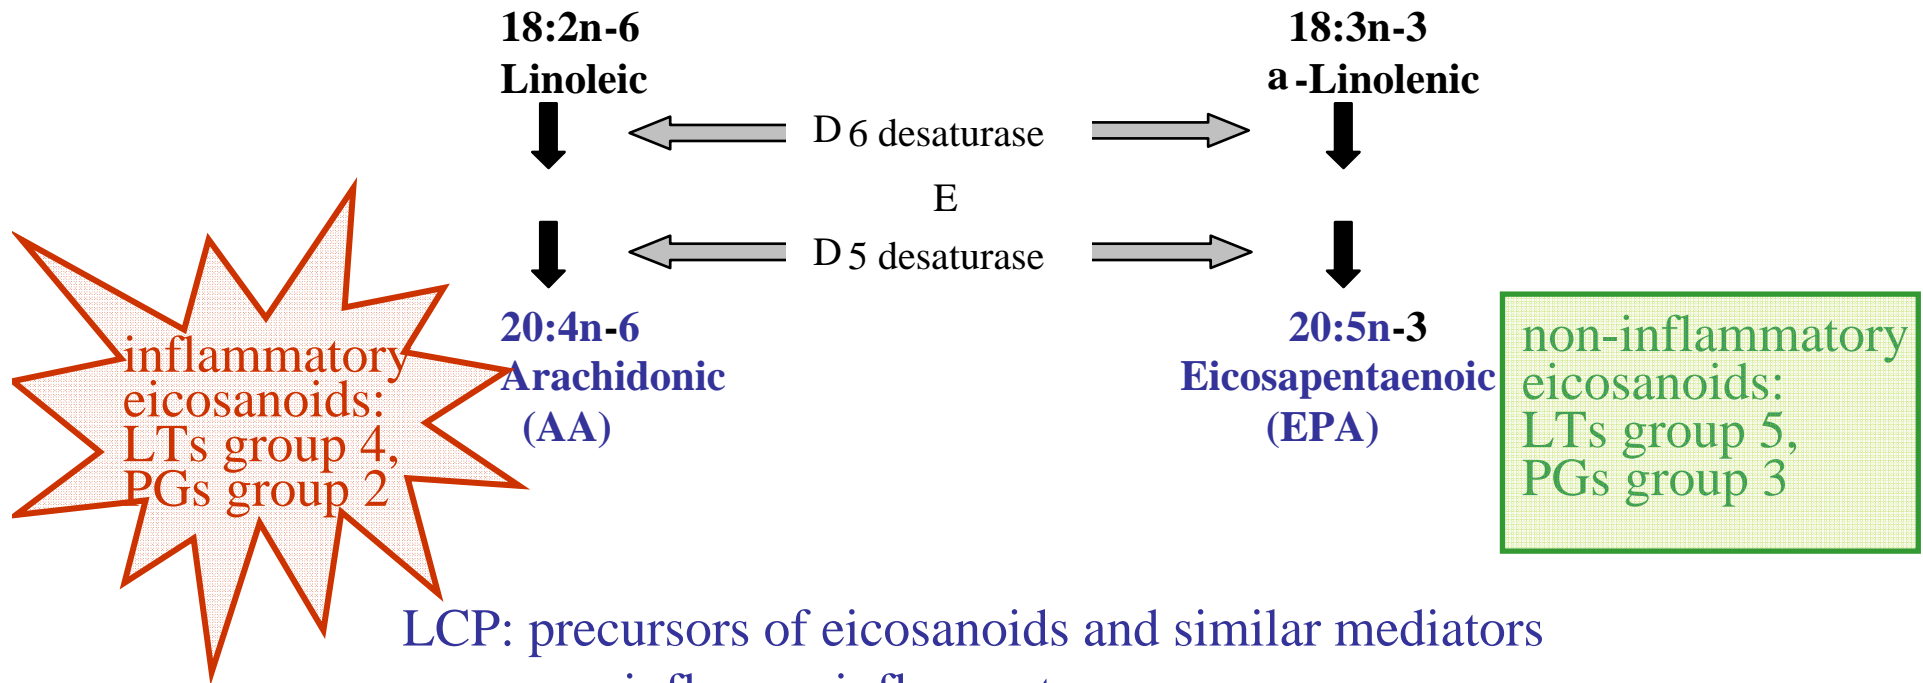 18:2n-6
Linoleic
18:3n-3
a -Linolenic
D 6 desaturase
E
D 5 desaturase
20:4n-6
Arachidonic
(AA)
20:5n-3
Eicosapentaenoic
(EPA)
inflammatory
eicosanoids:
LTs group 4,
PGs group 2
non-inflammatory
eicosanoids:
LTs group 5,
PGs group 3
LCP: precursors of eicosanoids and similar mediators